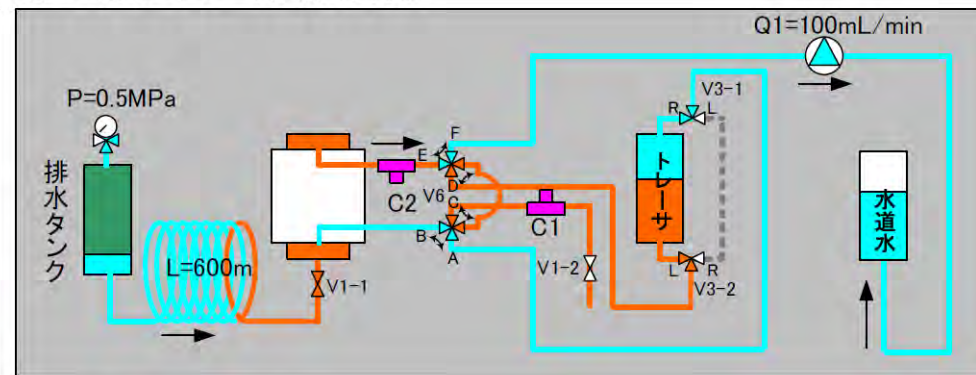 Q1=100mL/min
P=0.5MPa
排水タンク
L=600m
V1-1
C2
E
F
V6
D
C
B
A
C1
V1-2
V3-1
R
L
トレーサ
L
R
V3-2
水道水